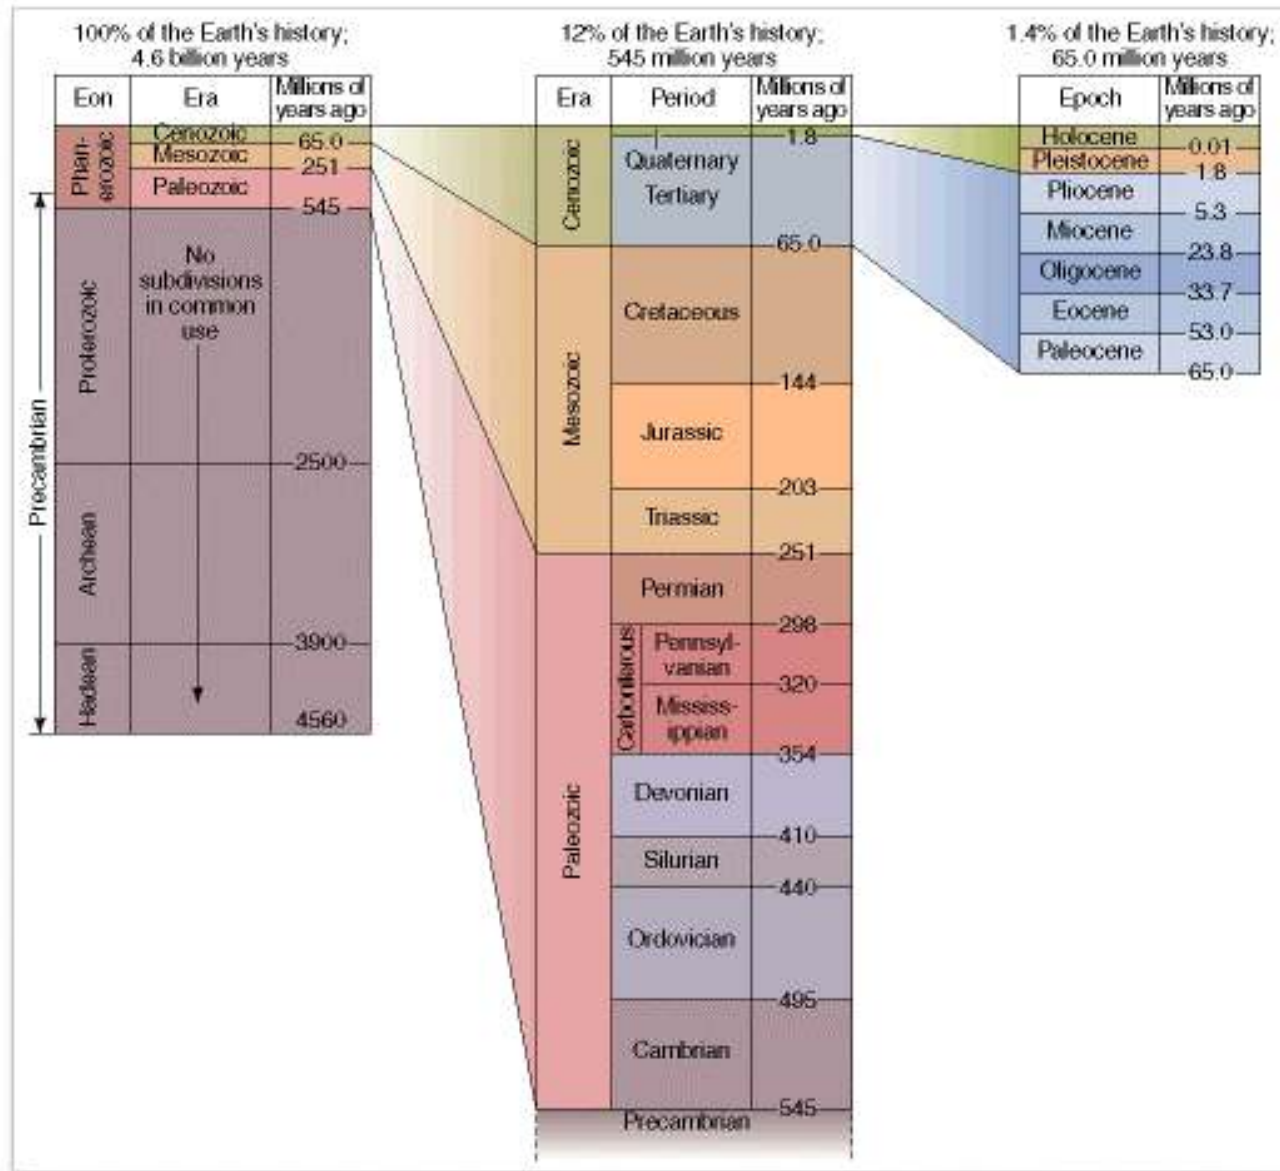 100% of the Earth's history;
4.6 billion years
Eon
Era
Millions of
years ago
Phan-
erozoic
Cenozoic
65.0
Mesozoic
251
Paleozoic
545
Precambrian
Proterozoic
No
subdivisions
in common
use
2500
Archean
3900
Hadean
4560
12% of the Earth's history;
545 million years
Era
Period
Millions of
years ago
Cenozoic
1.8
Quaternary
Tertiary
65.0
Mesozoic
Cretaceous
144
Jurassic
203
Triassic
251
Paleozoic
Permian
298
Carboniferous
Pennsyl-
vanian
320
Mississ-
ippian
354
Devonian
410
Silurian
440
Ordovician
495
Cambrian
545
Precambrian
1.4% of the Earth's history;
65.0 million years
Epoch
Millions of
years ago
Holocene
0.01
Pleistocene
1.8
Pliocene
5.3
Miocene
23.8
Oligocene
33.7
Eocene
53.0
Paleocene
65.0